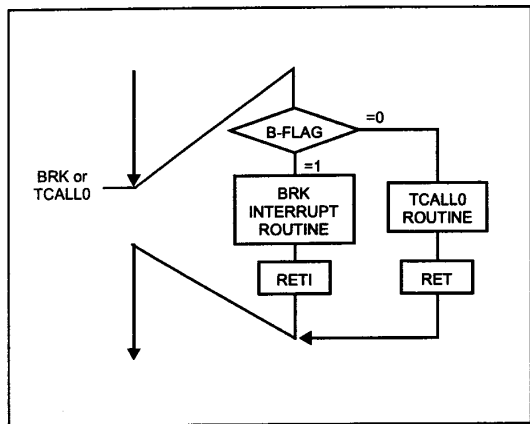 B-FLAG
=0
=1
BRK or
TCALL0
BRK
INTERRUPT
ROUTINE
TCALL0
ROUTINE
RETI
RET